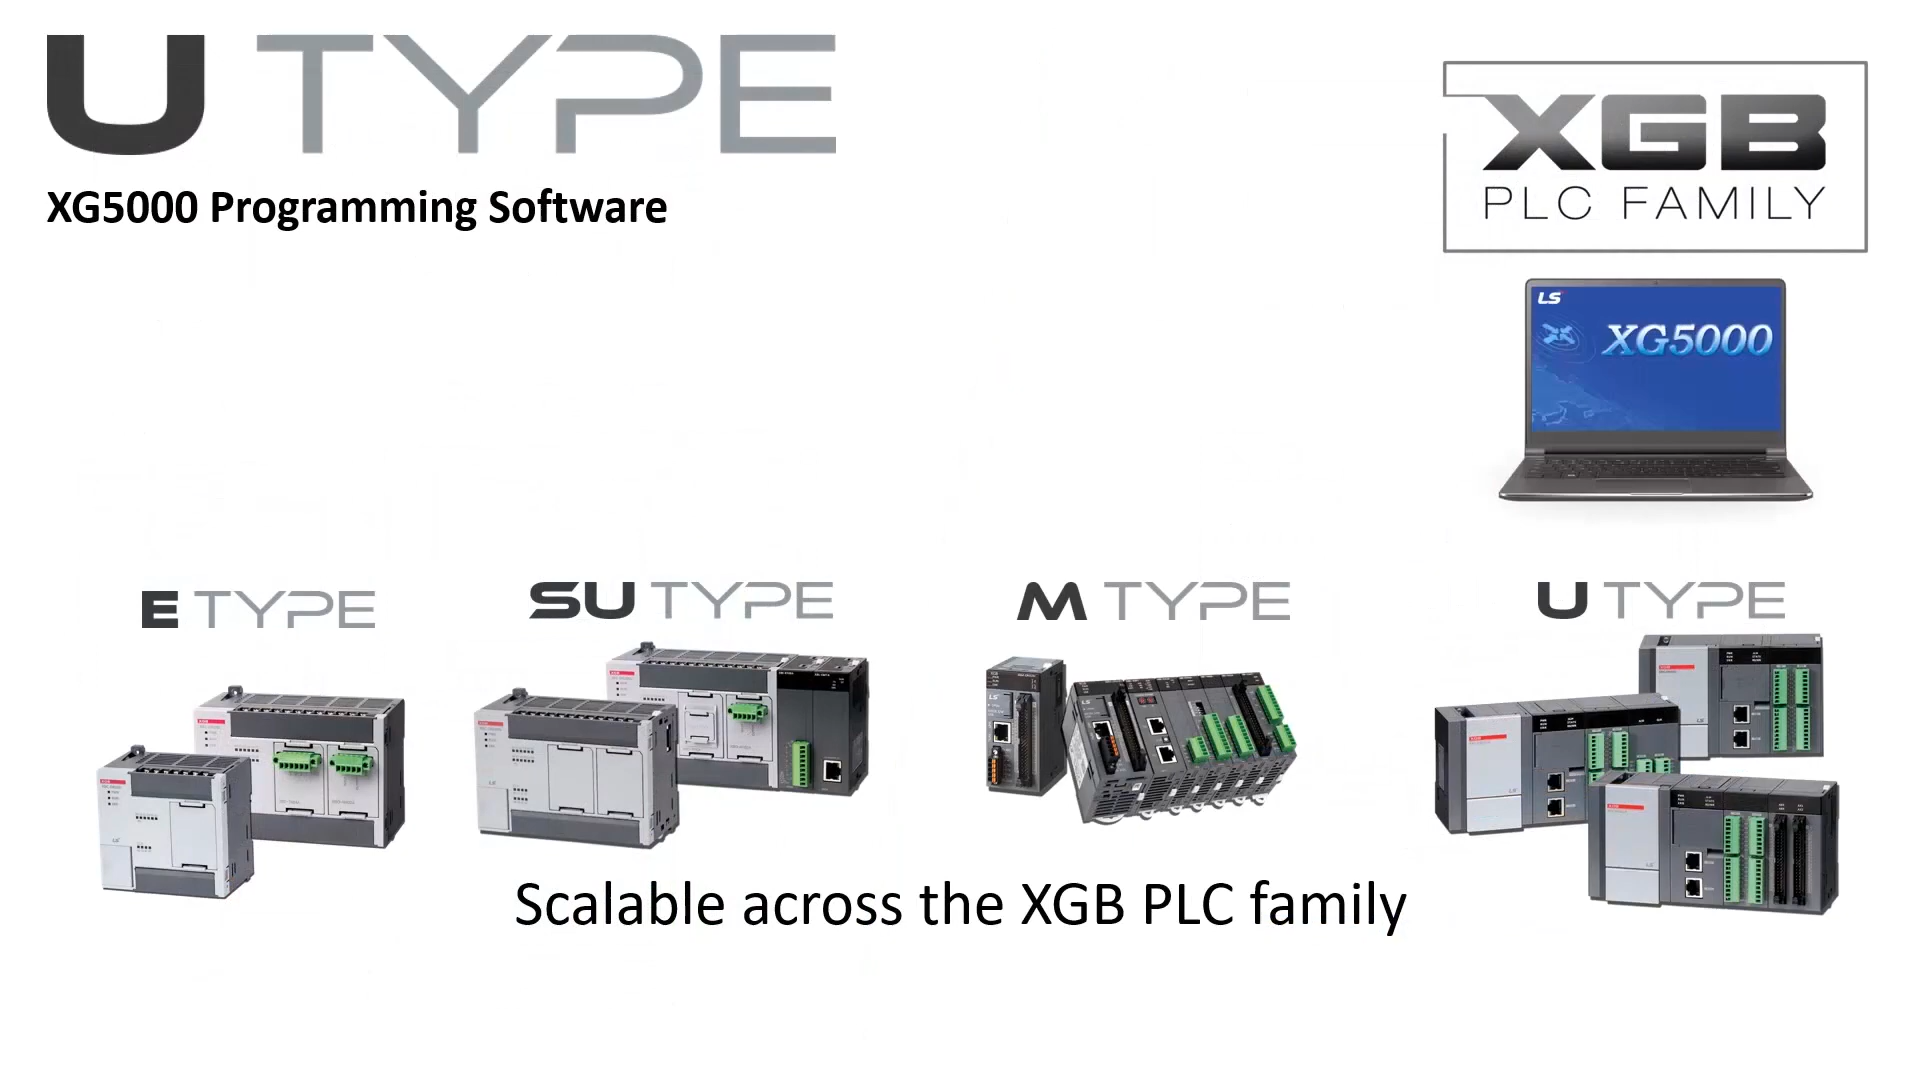 U TYPE
XG5000 Programming Software
XGB
PLC FAMILY
LS
XG5000
E TYPE
SU TYPE
M TYPE
U TYPE
Scalable across the XGB PLC family